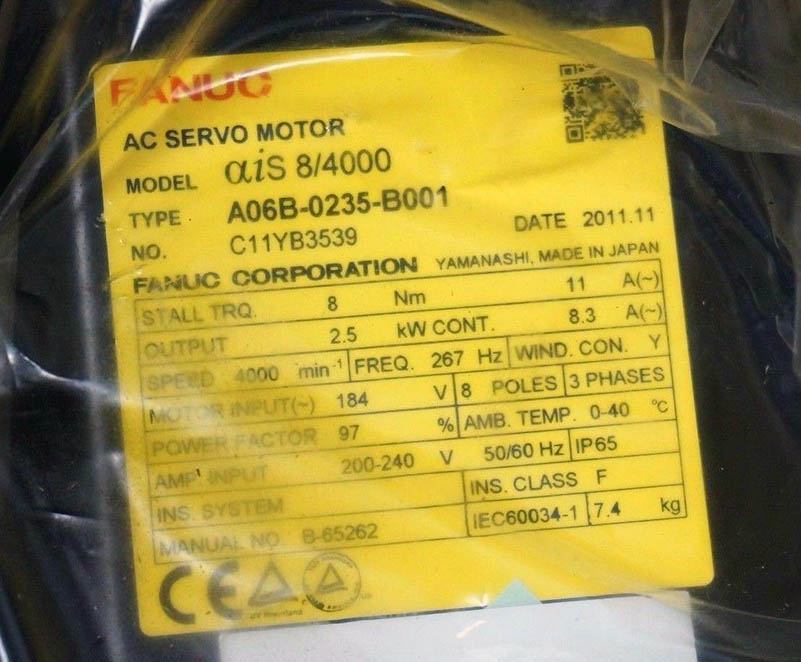 FANUC
AC SERVO MOTOR
MODEL αiS 8/4000
TYPE A06B-0235-B001
NO. C11YB3539 DATE 2011.11
FANUC CORPORATION YAMANASHI, MADE IN JAPAN
STALL TRQ. 8 Nm 11 A(~)
OUTPUT 2.5 kW CONT. 8.3 A(~)
SPEED 4000 min⁻¹ FREQ. 267 Hz WIND. CON. Y
MOTOR INPUT(~) 184 V 8 POLES 3 PHASES
POWER FACTOR 97 % AMB. TEMP. 0-40 °C
AMP INPUT 200-240 V 50/60 Hz IP65
INS. SYSTEM INS. CLASS F
MANUAL NO. B-65262 IEC60034-1 7.4 kg
CE